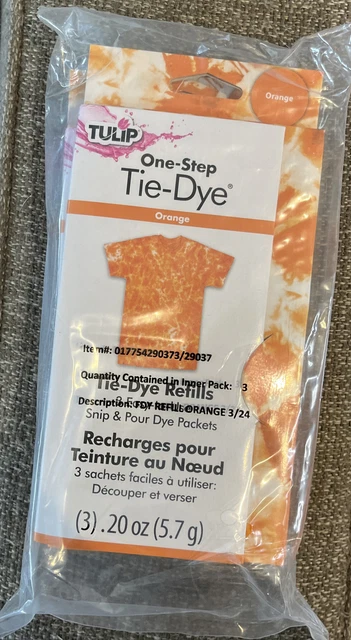 Orange
TULIP
One-Step
Tie-Dye®
Orange
Item#: 017754290373/29037
Quantity Contained in Inner Pack: 3
Tie-Dye Refills
Description: TDY REFILL ORANGE 3/24
Snip & Pour Dye Packets
Recharges pour
Teinture au Nœud
3 sachets faciles à utiliser:
Découper et verser
(3) .20 oz (5.7 g)